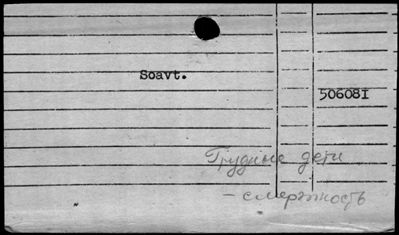 Soavt.
506081
Грудные дети
— смертность